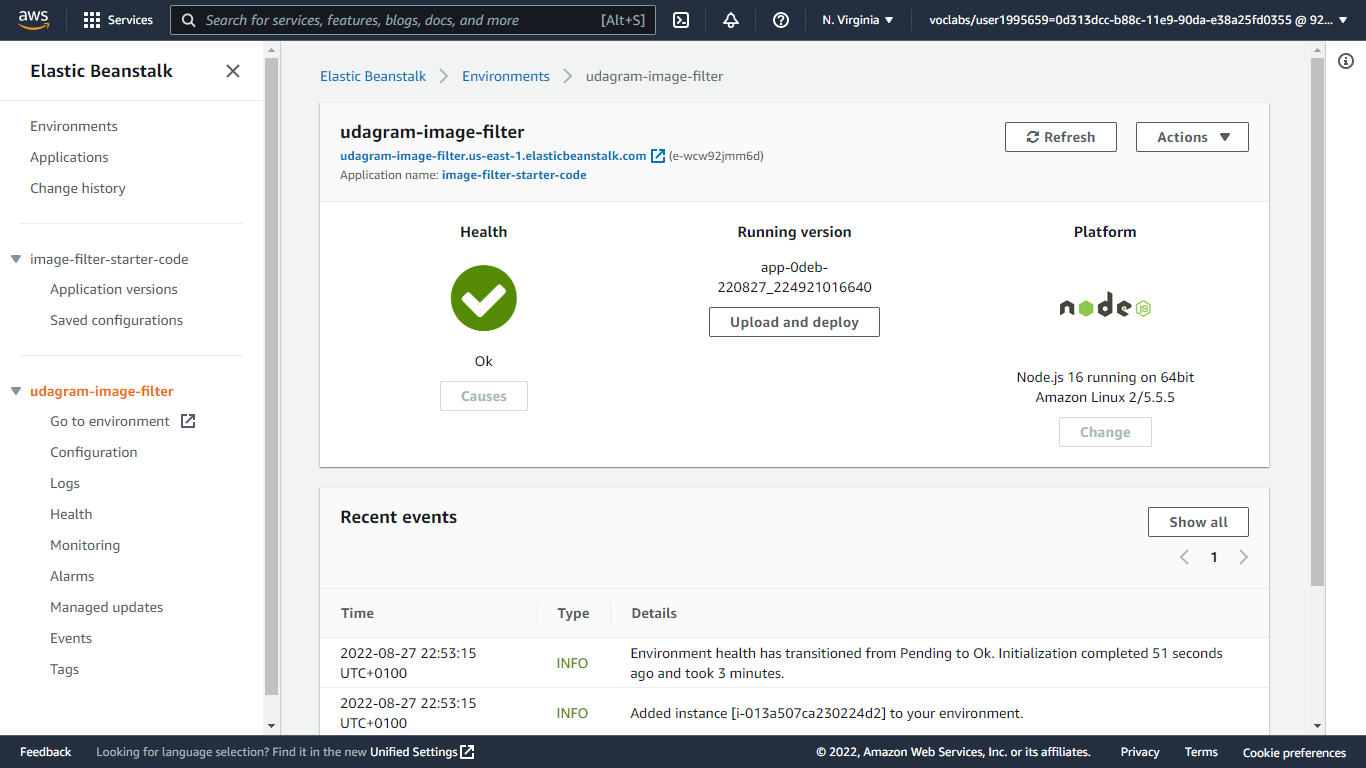 aws
Services
Search for services, features, blogs, docs, and more
[Alt+S]
N. Virginia
voclabs/user1995659=0d313dcc-b88c-11e9-90da-e38a25fd0355 @ 92...
Elastic Beanstalk
Environments
Applications
Change history
image-filter-starter-code
Application versions
Saved configurations
udagram-image-filter
Go to environment
Configuration
Logs
Health
Monitoring
Alarms
Managed updates
Events
Tags
Elastic Beanstalk
Environments
udagram-image-filter
udagram-image-filter
udagram-image-filter.us-east-1.elasticbeanstalk.com (e-wcw92jmm6d)
Application name: image-filter-starter-code
Refresh
Actions
Health
Ok
Causes
Running version
app-0deb-
220827_224921016640
Upload and deploy
Platform
node
JS
Node.js 16 running on 64bit
Amazon Linux 2/5.5.5
Change
Recent events
Show all
1
Time
Type
Details
2022-08-27 22:53:15
UTC+0100
INFO
Environment health has transitioned from Pending to Ok. Initialization completed 51 seconds
ago and took 3 minutes.
2022-08-27 22:53:15
UTC+0100
INFO
Added instance [i-013a507ca230224d2] to your environment.
Feedback
Looking for language selection? Find it in the new Unified Settings
© 2022, Amazon Web Services, Inc. or its affiliates.
Privacy
Terms
Cookie preferences